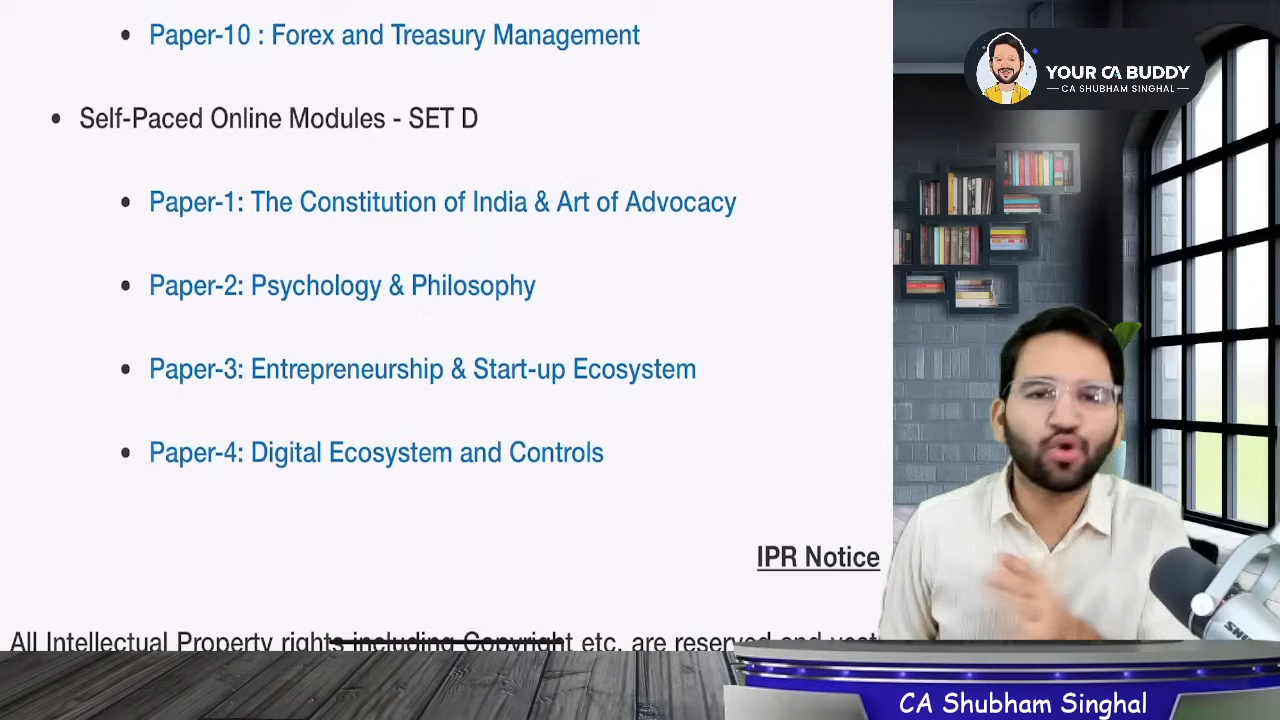 Paper-10 : Forex and Treasury Management
Self-Paced Online Modules - SET D
Paper-1: The Constitution of India & Art of Advocacy
Paper-2: Psychology & Philosophy
Paper-3: Entrepreneurship & Start-up Ecosystem
Paper-4: Digital Ecosystem and Controls
IPR Notice
All Intellectual Property rights including Copyright etc. are
YOUR CA BUDDY
CA SHUBHAM SINGHAL
CA Shubham Singhal